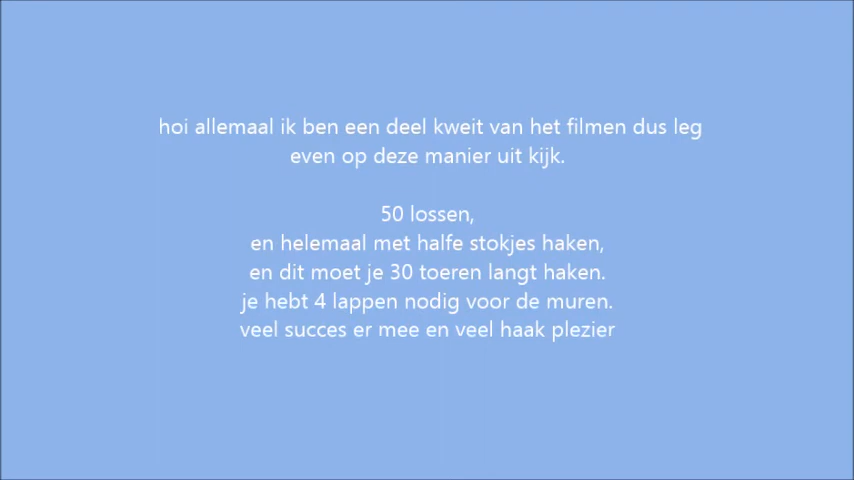 hoi allemaal ik ben een deel kweit van het filmen dus leg
even op deze manier uit kijk.
50 lossen,
en helemaal met halfe stokjes haken,
en dit moet je 30 toeren langt haken.
je hebt 4 lappen nodig voor de muren.
veel succes er mee en veel haak plezier